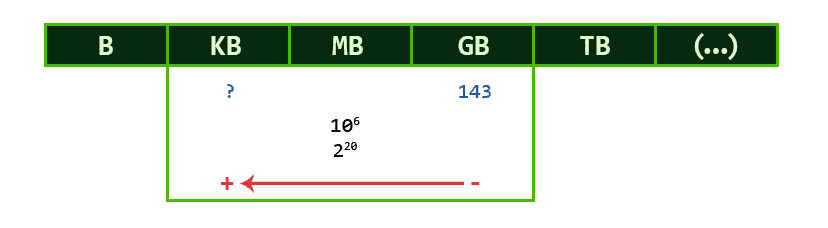 B KB MB GB TB (...)
? 143
10⁶
2²⁰
+ -